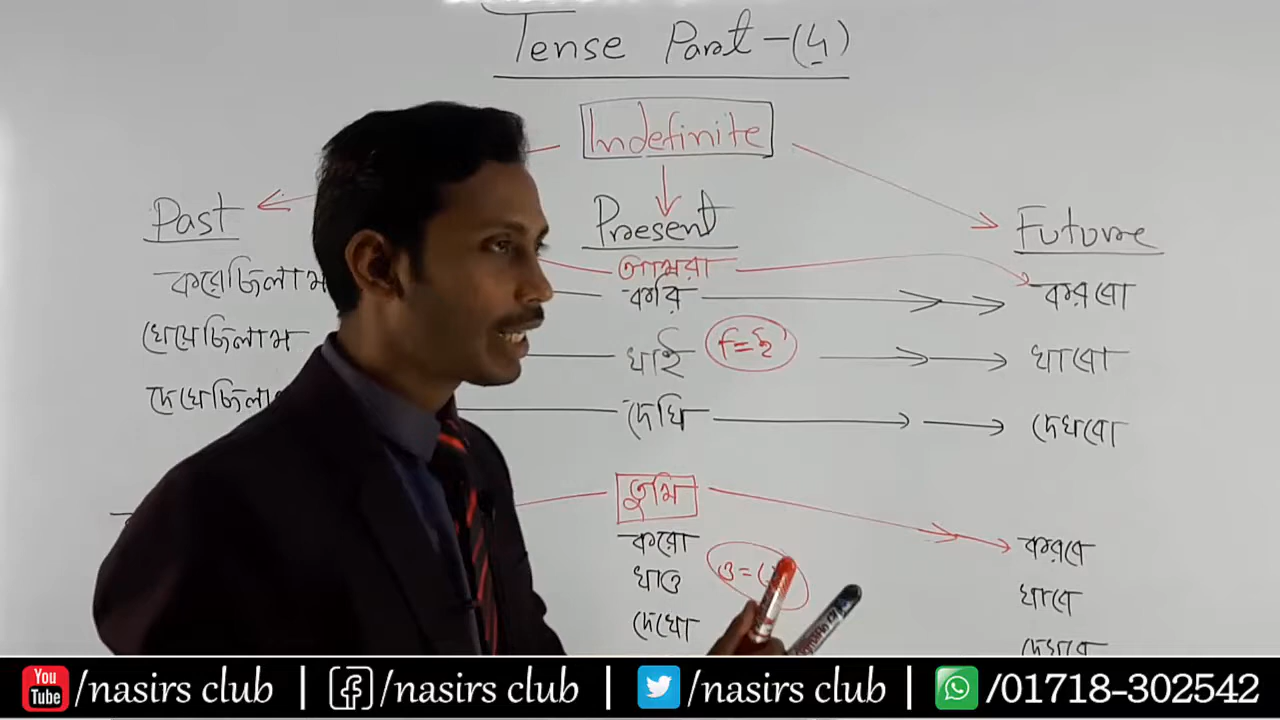 Tense Part-(4)
Indefinite
Past Present Future
আমরা
করেছিলাম করি করবো
খেয়েছিলাম খাই খাবো
দেখি দেখবো
তুমি
করো করবে
খাও খাবে
দেখো
/nasirs club | /nasirs club | /nasirs club | /01718-302542